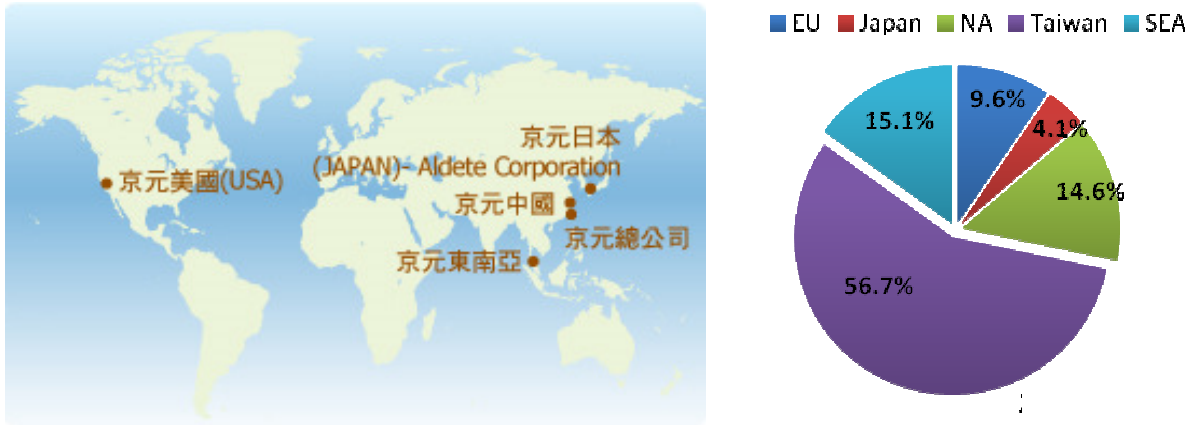 京元日本
(JAPAN)- Aldete Corporation
京元美國(USA)
京元中國
京元總公司
京元東南亞
EU Japan NA Taiwan SEA
9.6%
4.1%
15.1%
14.6%
56.7%